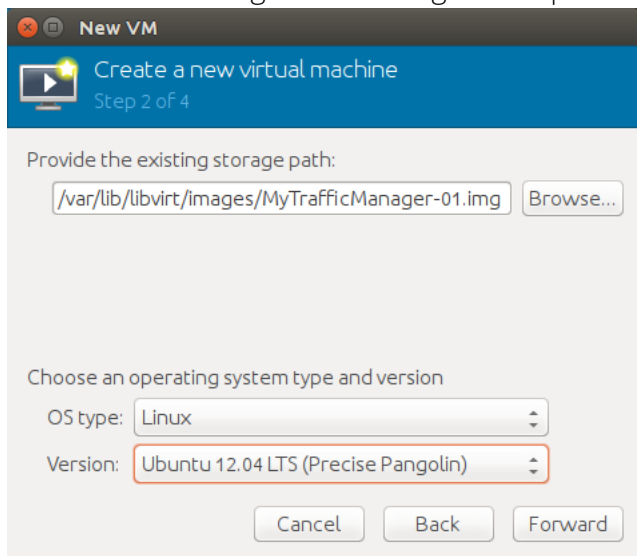 New VM
Create a new virtual machine
Step 2 of 4
Provide the existing storage path:
/var/lib/libvirt/images/MyTrafficManager-01.img Browse...
Choose an operating system type and version
OS type: Linux
Version: Ubuntu 12.04 LTS (Precise Pangolin)
Cancel Back Forward